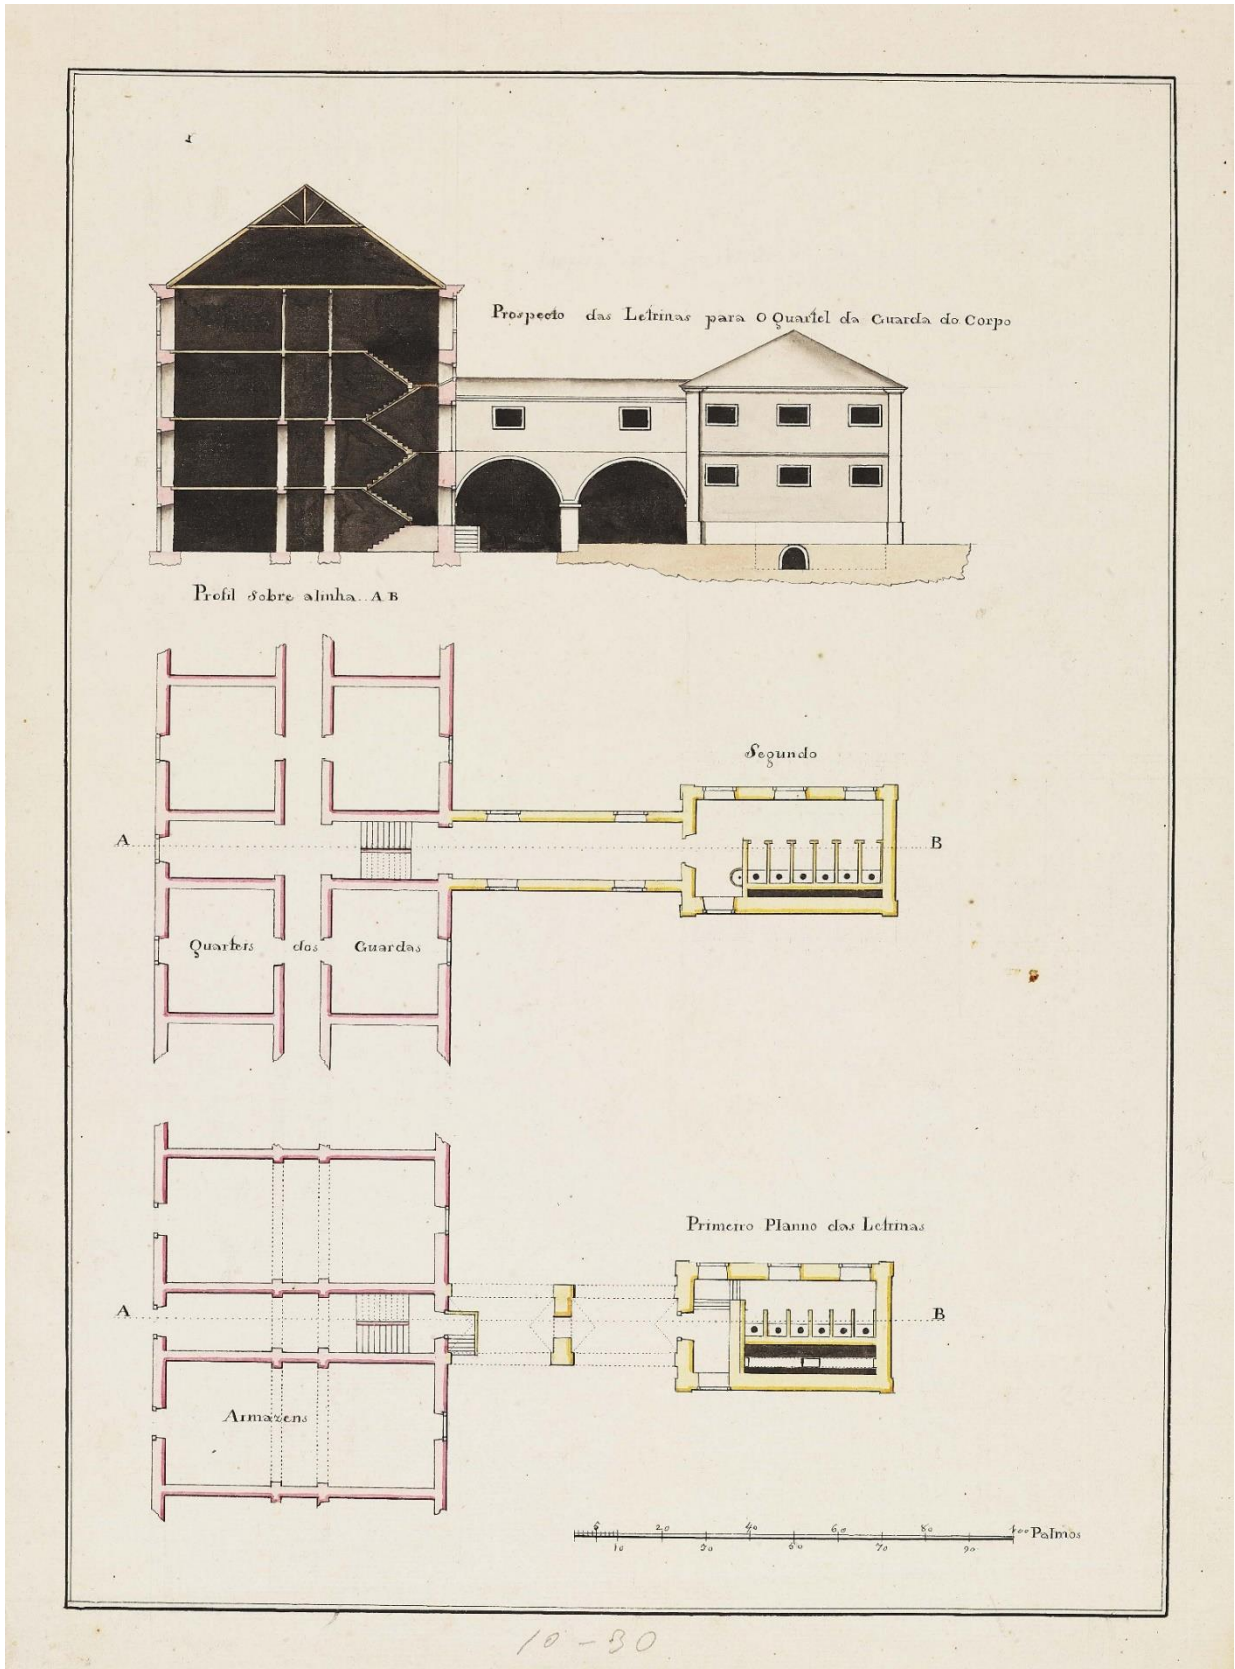 1
Prospecto das Letrinas para O Quartel da Guarda do Corpo
Profil sobre alinha.. A B
Segundo
A B
Quarteis dos Guardas
Primeiro Planno das Letrinas
A B
Armazens
5 20 40 60 80 100 Palmos
10 30 50 70 90
10-30